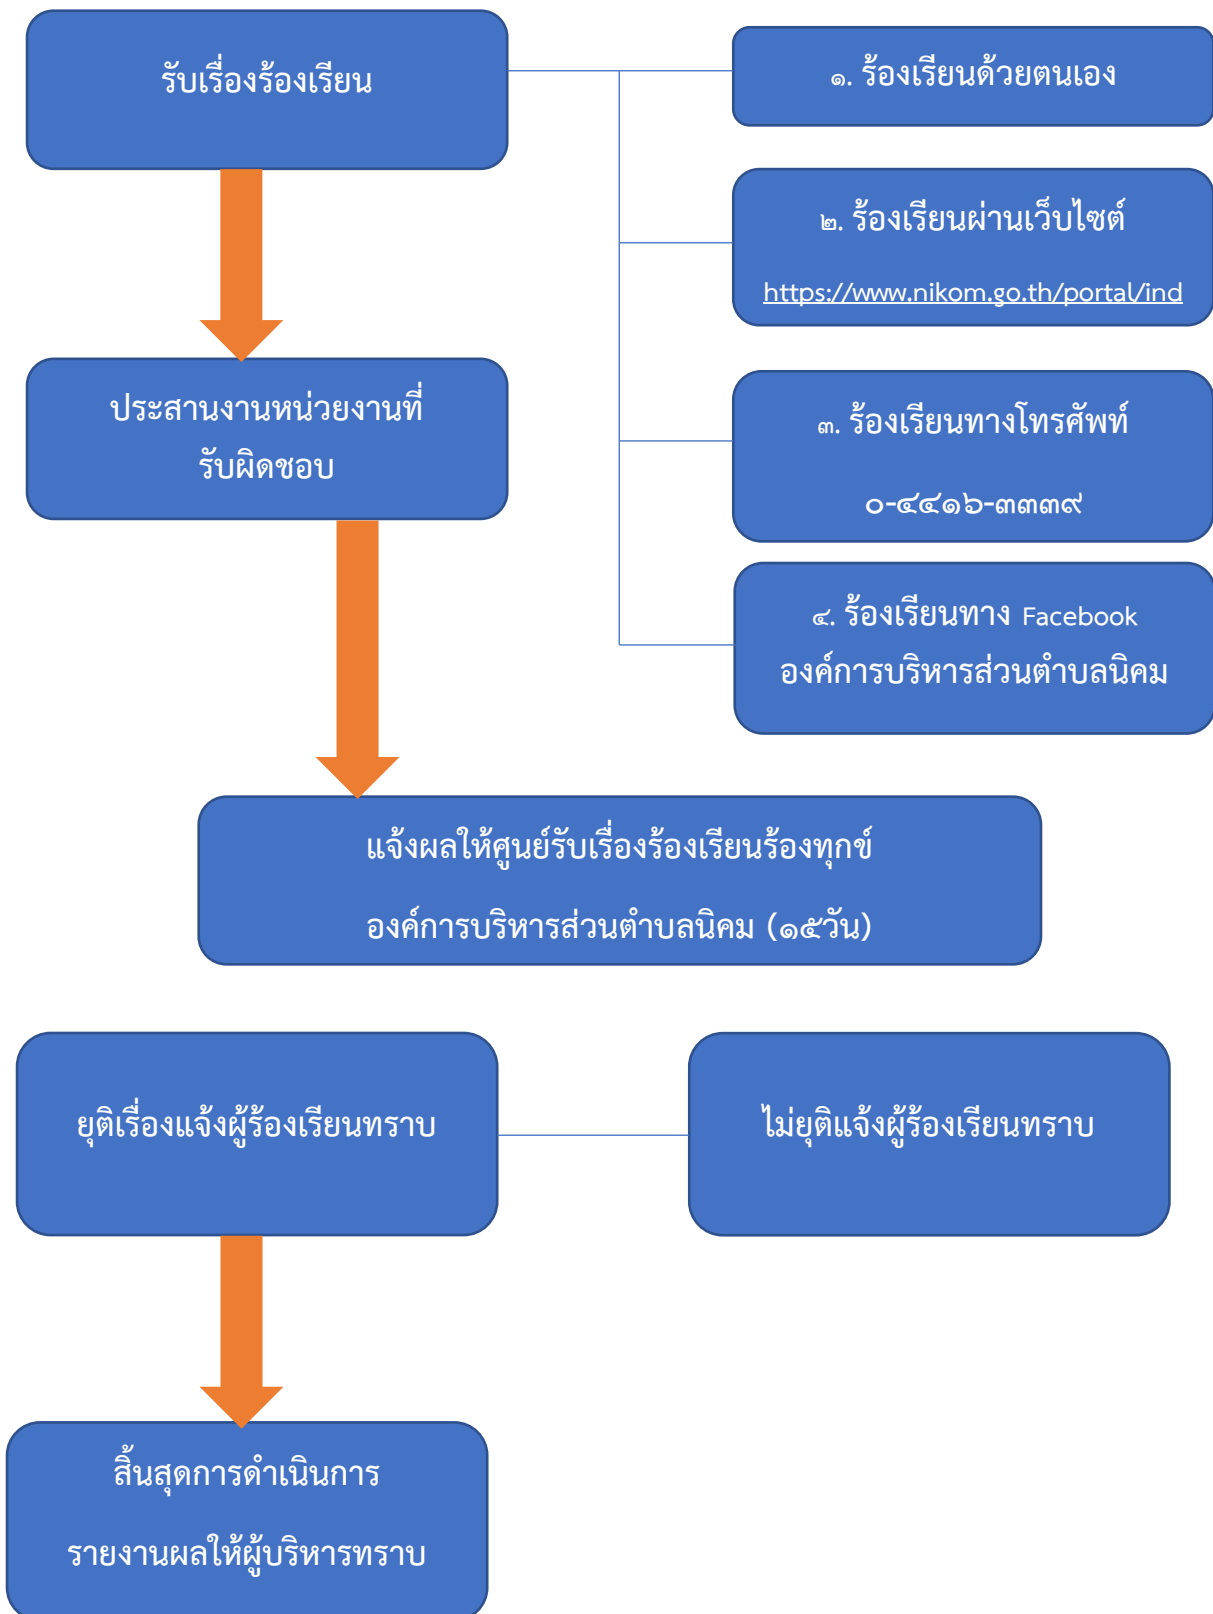 รับเรื่องร้องเรียน
๑. ร้องเรียนด้วยตนเอง
๒. ร้องเรียนผ่านเว็บไซต์
https://www.nikom.go.th/portal/ind
ประสานงานหน่วยงานที่
รับผิดชอบ
๓. ร้องเรียนทางโทรศัพท์
๐-๔๔๑๖-๓๓๓๙
๔. ร้องเรียนทาง Facebook
องค์การบริหารส่วนตำบลนิคม
แจ้งผลให้ศูนย์รับเรื่องร้องเรียนร้องทุกข์
องค์การบริหารส่วนตำบลนิคม (๑๕วัน)
ยุติเรื่องแจ้งผู้ร้องเรียนทราบ
ไม่ยุติแจ้งผู้ร้องเรียนทราบ
สิ้นสุดการดำเนินการ
รายงานผลให้ผู้บริหารทราบ